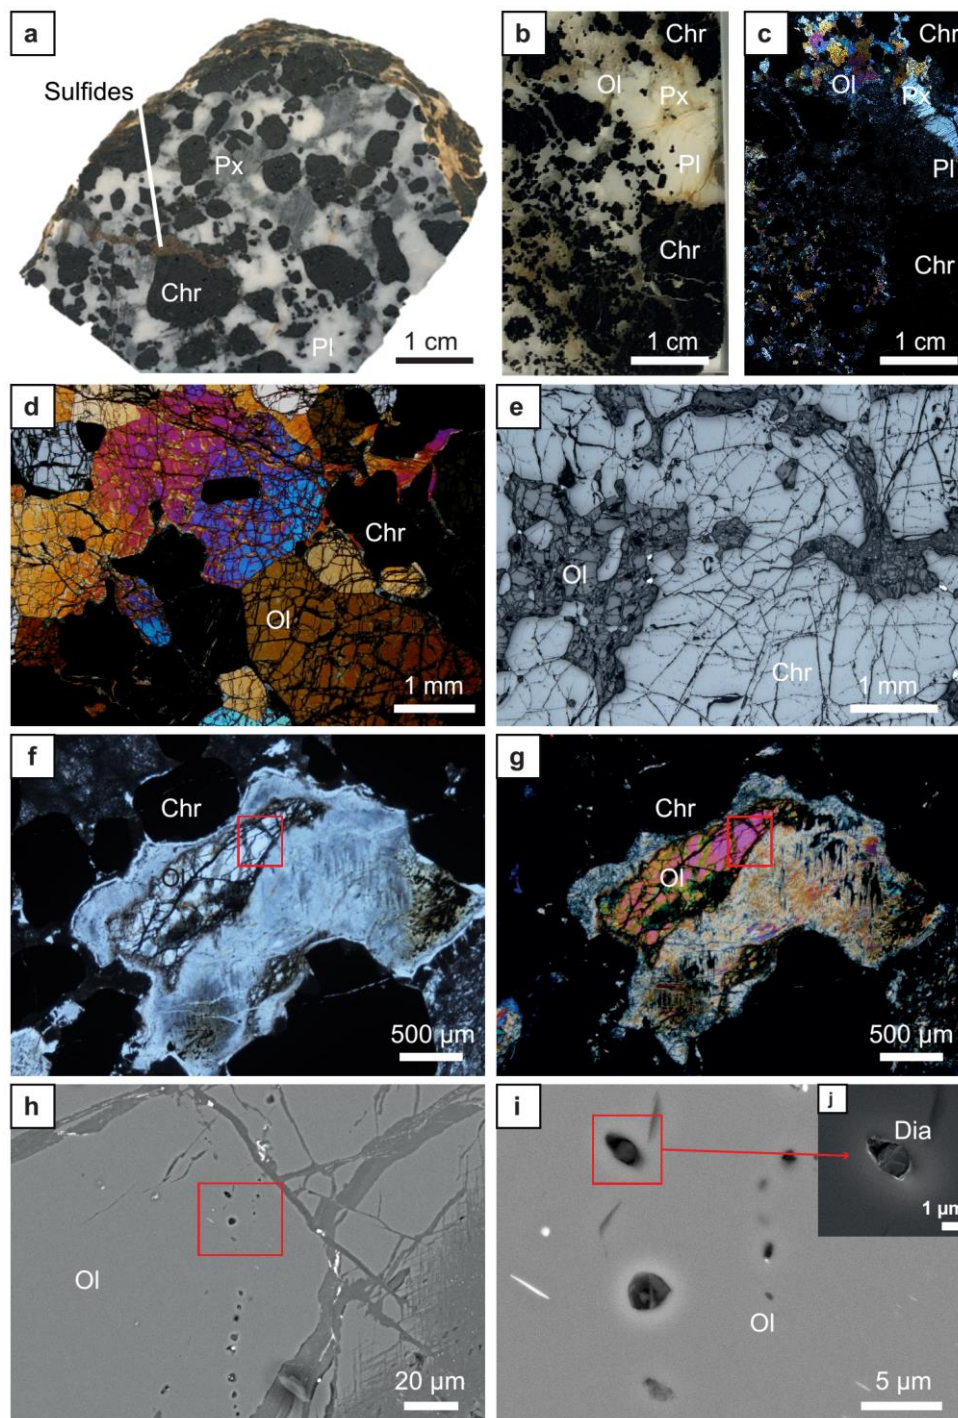 a
Sulfides
Px
Chr
Pl
1 cm
b
Chr
Ol
Px
Pl
Chr
1 cm
c
Chr
Ol
Px
Pl
Chr
1 cm
d
Chr
Ol
1 mm
e
Ol
Chr
1 mm
f
Chr
Ol
500 µm
g
Chr
Ol
500 µm
h
Ol
20 µm
i
Ol
5 µm
j
Dia
1 µm